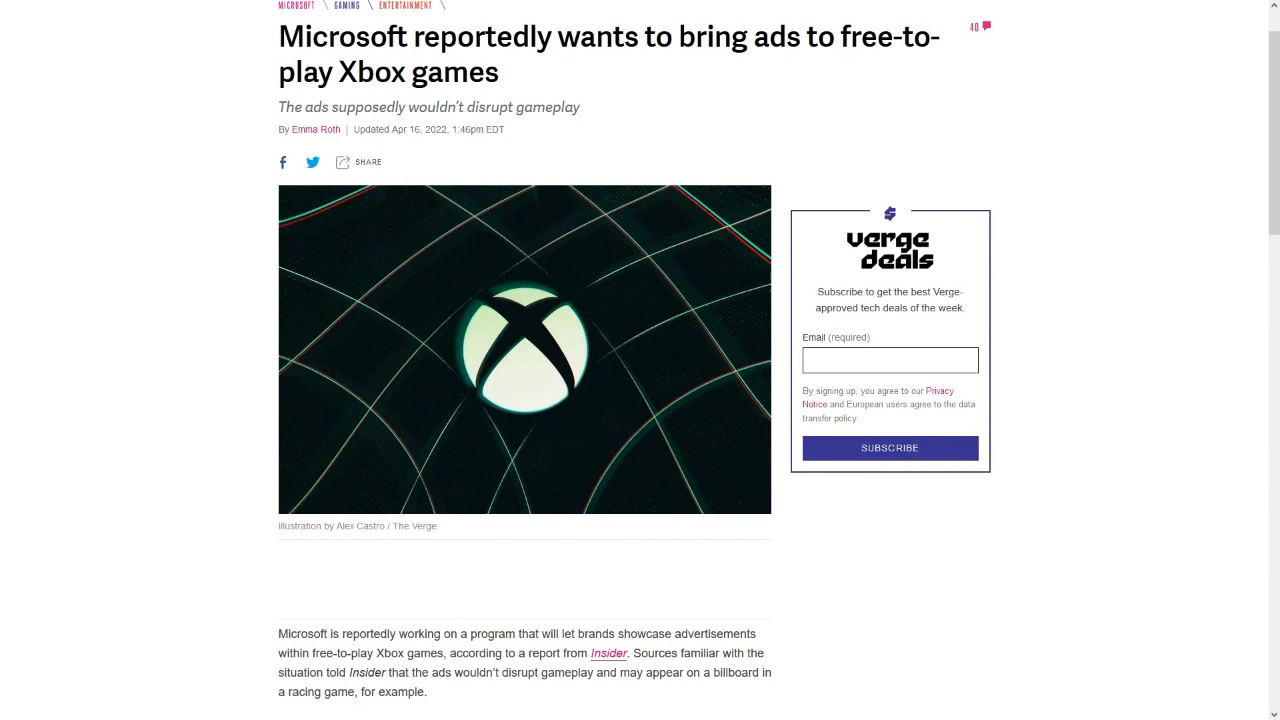 MICROSOFT \ GAMING \ ENTERTAINMENT \
Microsoft reportedly wants to bring ads to free-to-
play Xbox games
40
The ads supposedly wouldn't disrupt gameplay
By Emma Roth | Updated Apr 16, 2022, 1:46pm EDT
SHARE
verge
deals
Subscribe to get the best Verge-
approved tech deals of the week.
Email (required)
By signing up, you agree to our Privacy
Notice and European users agree to the data
transfer policy.
SUBSCRIBE
Illustration by Alex Castro / The Verge
Microsoft is reportedly working on a program that will let brands showcase advertisements
within free-to-play Xbox games, according to a report from Insider. Sources familiar with the
situation told Insider that the ads wouldn't disrupt gameplay and may appear on a billboard in
a racing game, for example.